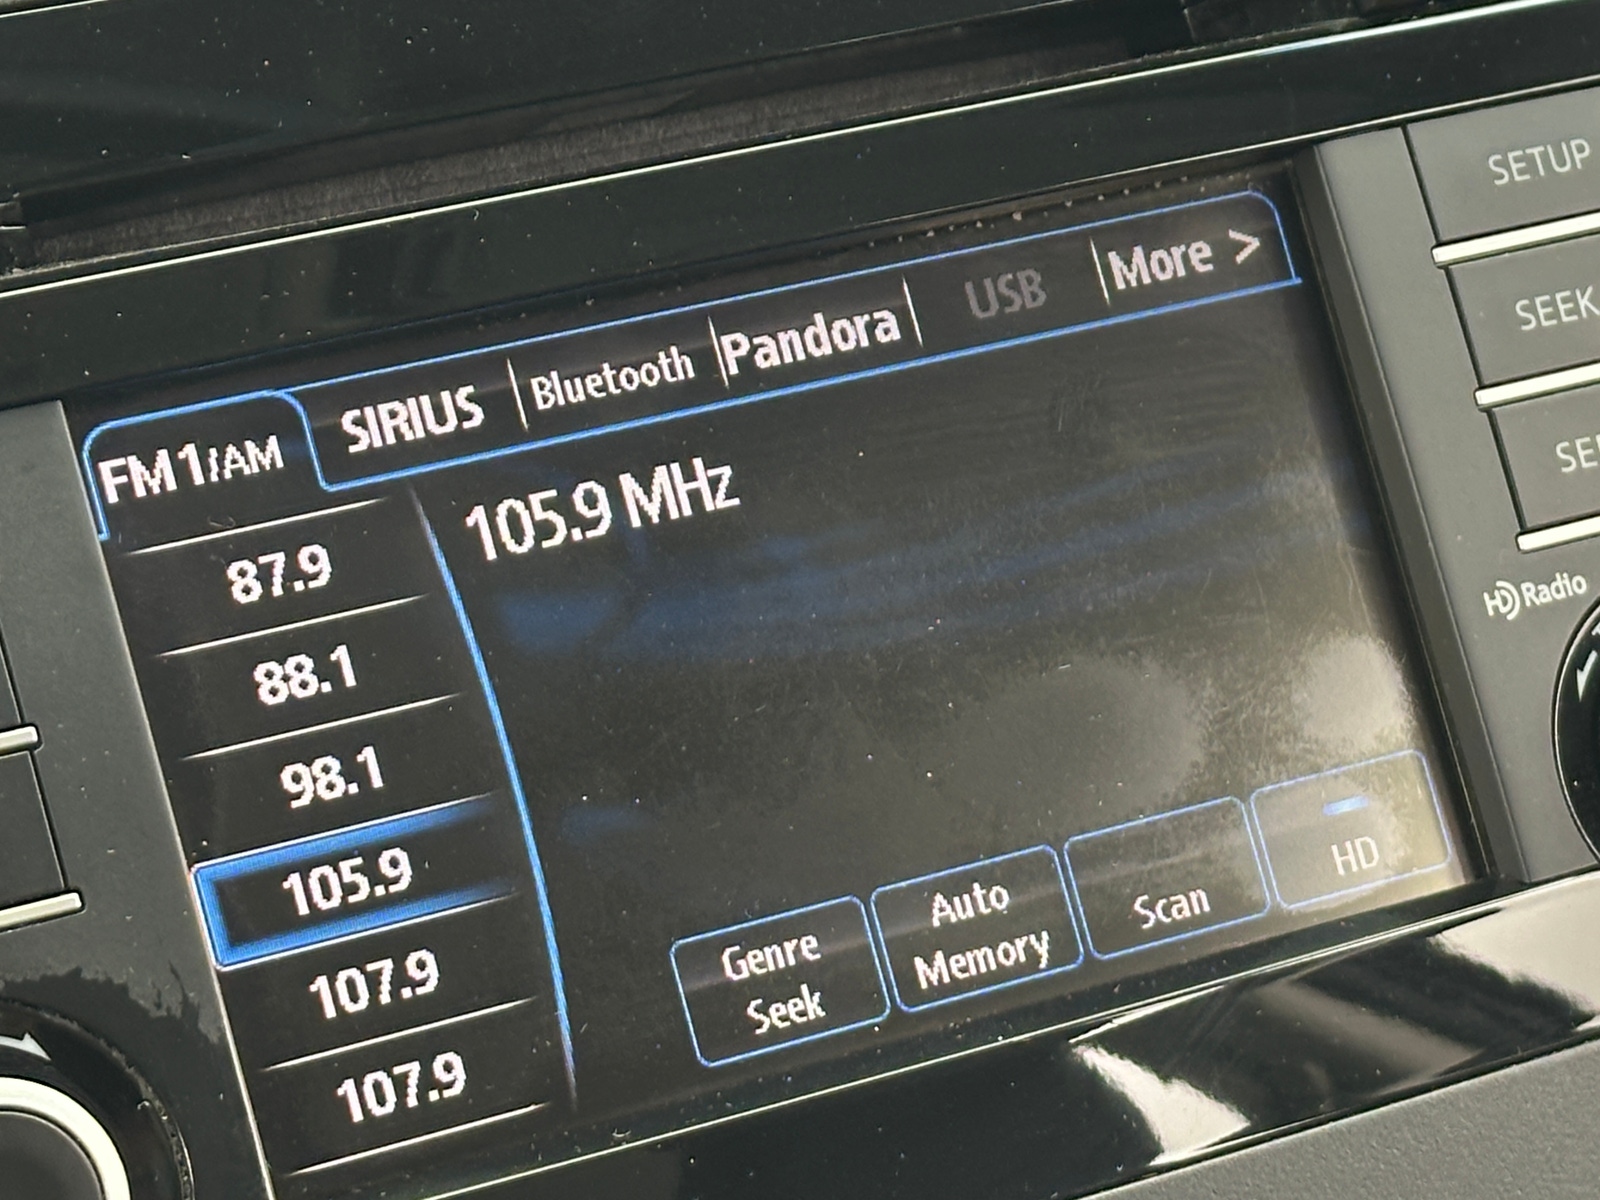 SETUP
SEEK
HD Radio
FM1/AM SIRIUS Bluetooth Pandora USB More >
105.9 MHz
87.9
88.1
98.1
105.9
107.9
107.9
Genre
Seek
Auto
Memory
Scan
HD